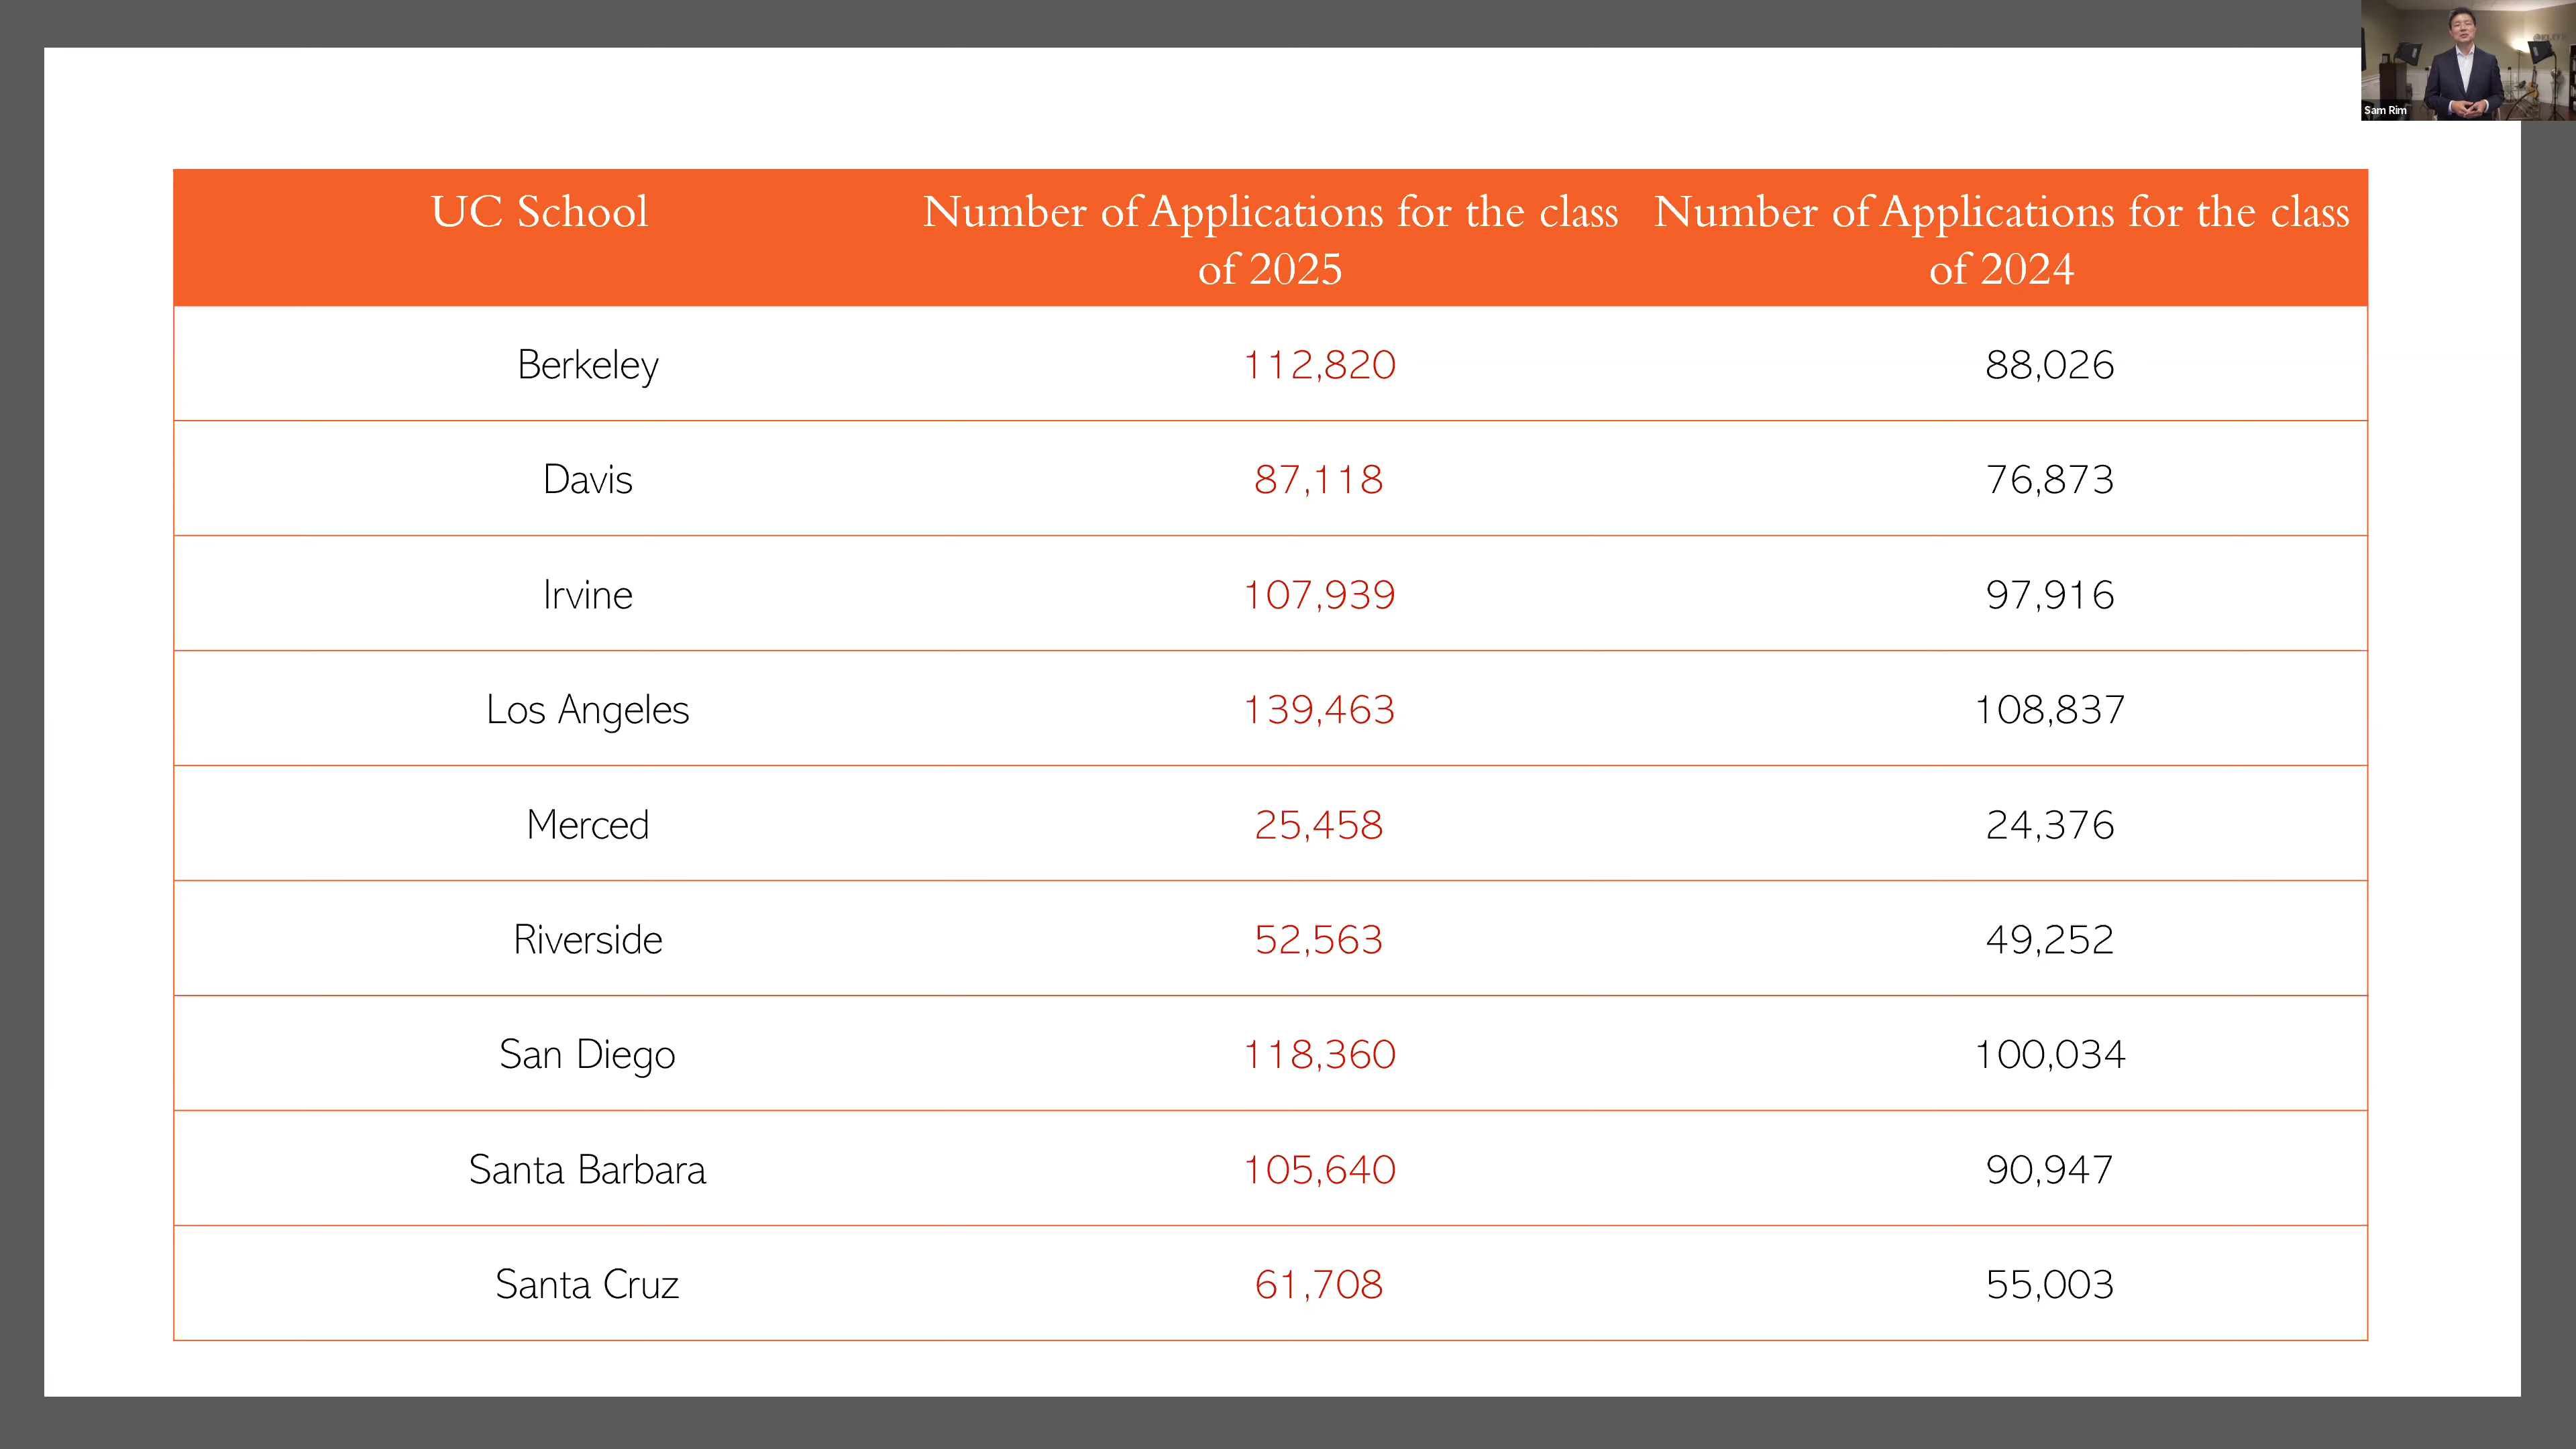 Sam Rim
UC School
Number of Applications for the class
of 2025
Number of Applications for the class
of 2024
Berkeley 112,820 88,026
Davis 87,118 76,873
Irvine 107,939 97,916
Los Angeles 139,463 108,837
Merced 25,458 24,376
Riverside 52,563 49,252
San Diego 118,360 100,034
Santa Barbara 105,640 90,947
Santa Cruz 61,708 55,003